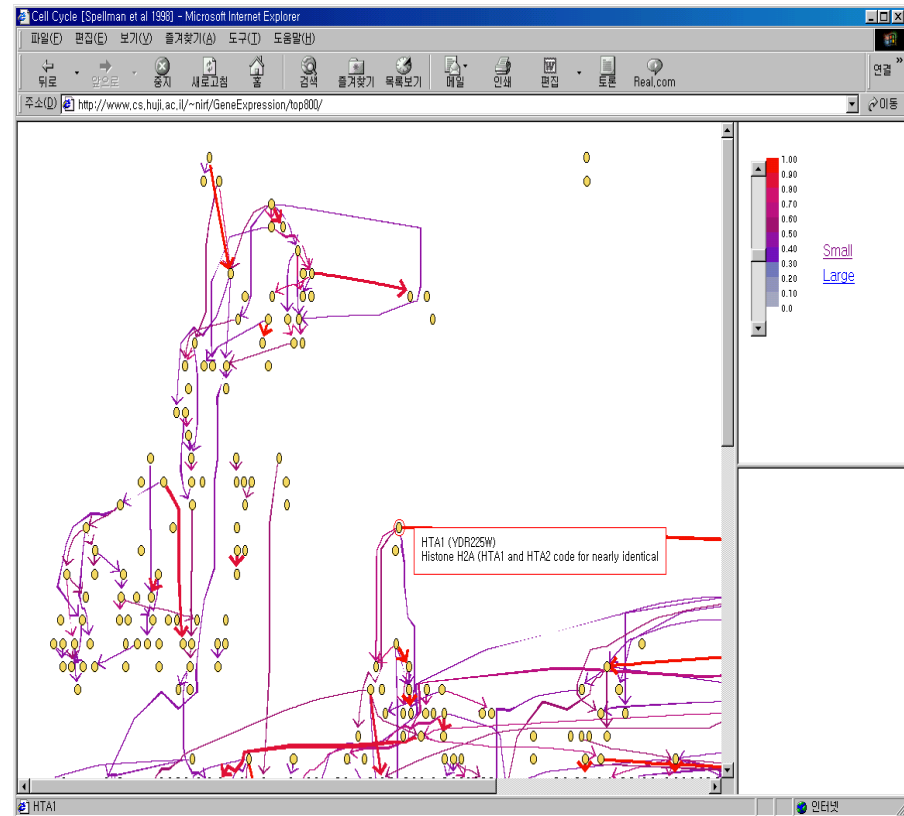 Cell Cycle [Spellman et al 1998] - Microsoft Internet Explorer
파일(F) 편집(E) 보기(V) 즐겨찾기(A) 도구(T) 도움말(H)
뒤로 앞으로 중지 새로고침 홈 검색 즐겨찾기 목록보기 메일 인쇄 편집 토론 Real.com 연결 »
주소(D) http://www.cs.huji.ac.il/~nirf/GeneExpression/top800/ 이동
1.00
0.90
0.80
0.70
0.60
0.50
0.40
0.30
0.20
0.10
0.0
Small
Large
HTA1 (YDR225W)
Histone H2A (HTA1 and HTA2 code for nearly identical
HTA1 인터넷